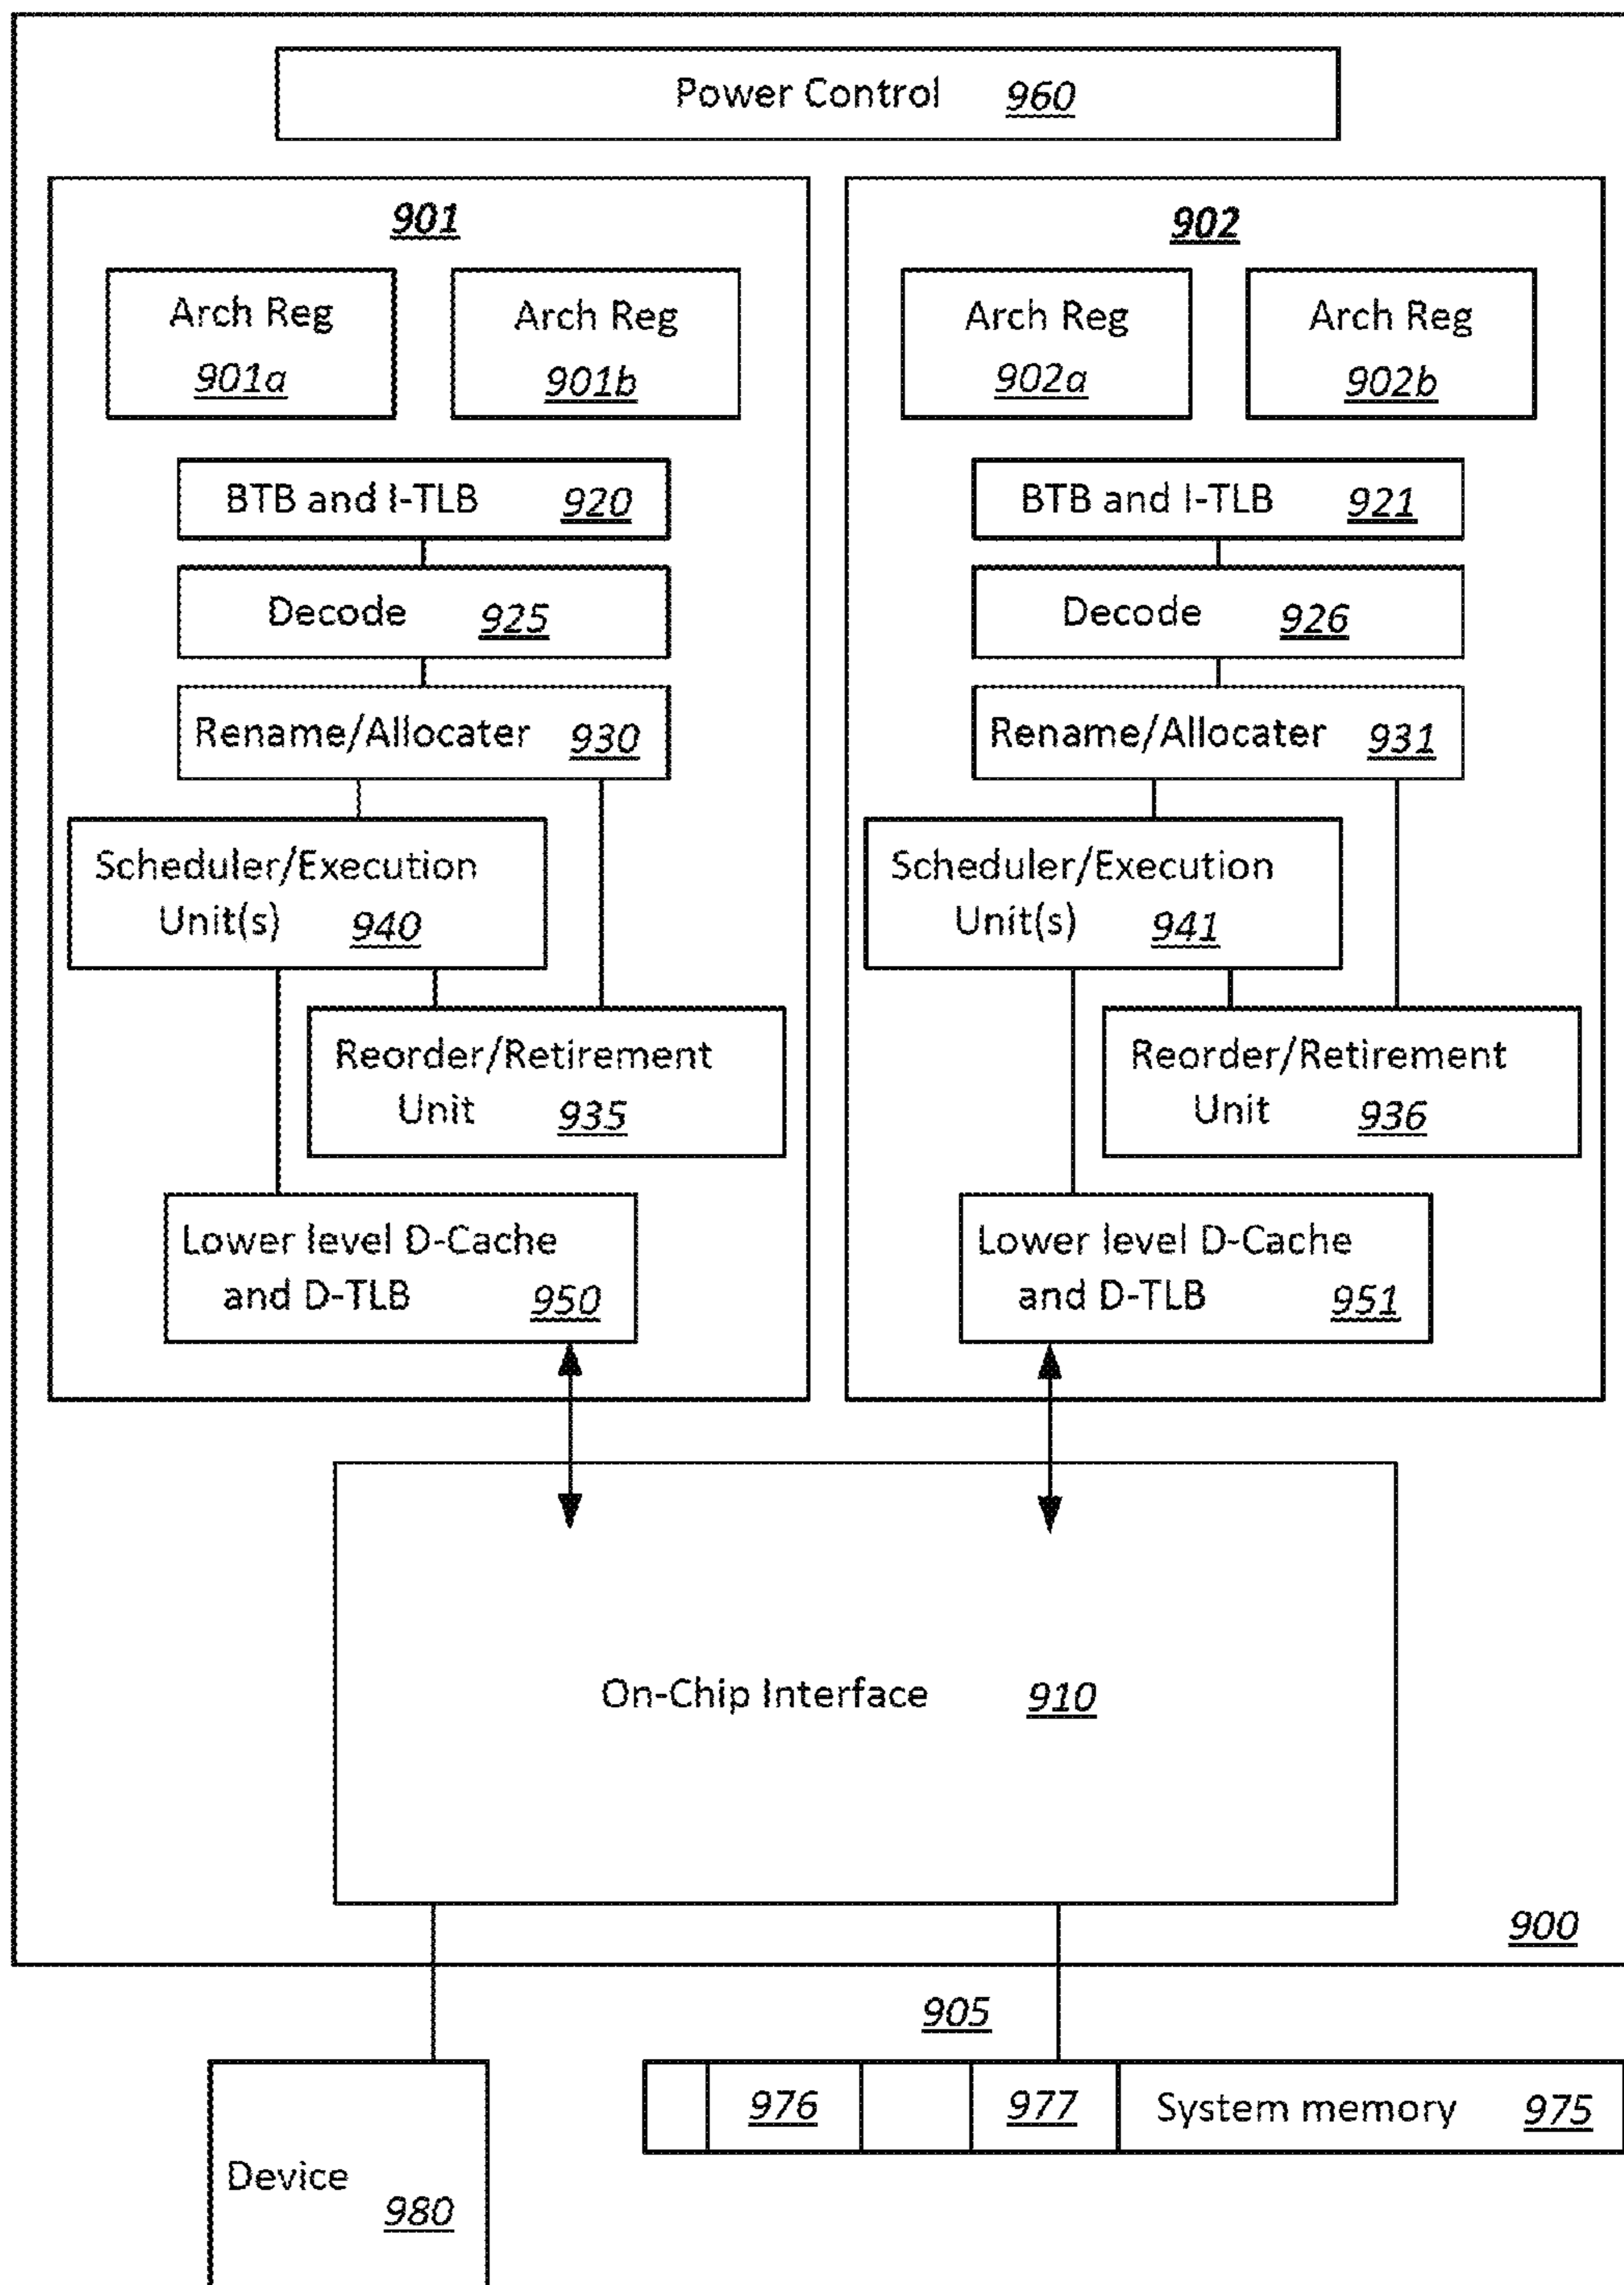 Power Control 960
901
Arch Reg
901a
Arch Reg
901b
BTB and I-TLB 920
Decode 925
Rename/Allocater 930
Scheduler/Execution
Unit(s) 940
Reorder/Retirement
Unit 935
Lower level D-Cache
and D-TLB 950
902
Arch Reg
902a
Arch Reg
902b
BTB and I-TLB 921
Decode 926
Rename/Allocater 931
Scheduler/Execution
Unit(s) 941
Reorder/Retirement
Unit 936
Lower level D-Cache
and D-TLB 951
On-Chip Interface 910
900
905
976 977 System memory 975
Device 980